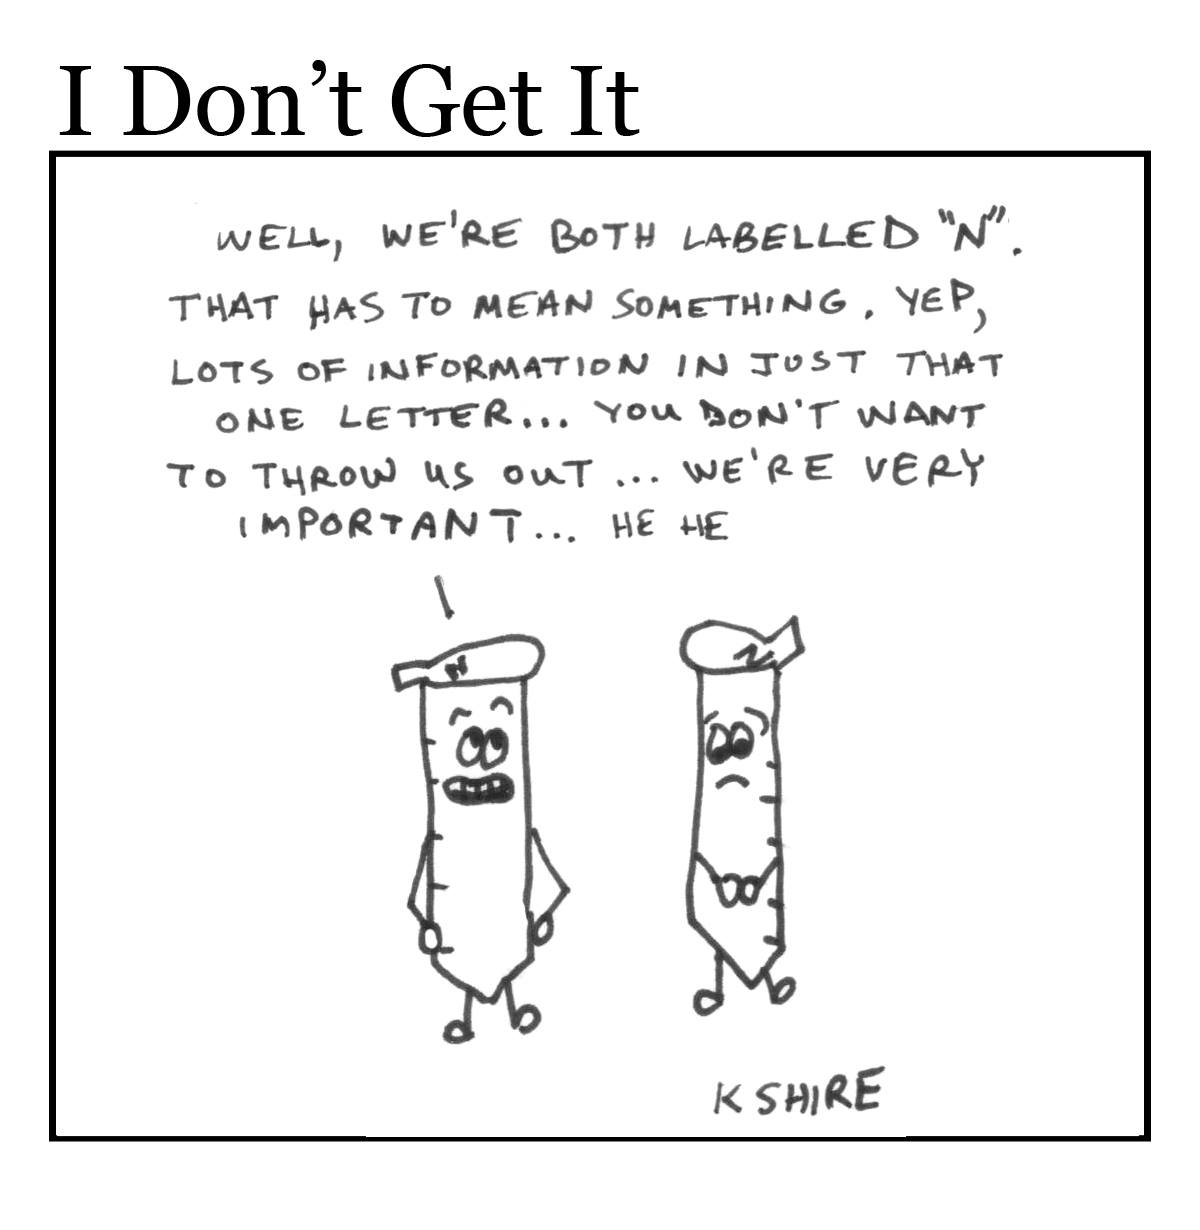 I Don't Get It
WELL, WE'RE BOTH LABELLED "N".
THAT HAS TO MEAN SOMETHING. YEP,
LOTS OF INFORMATION IN JUST THAT
ONE LETTER... YOU DON'T WANT
TO THROW US OUT... WE'RE VERY
IMPORTANT... HE HE
N
N
K SHIRE